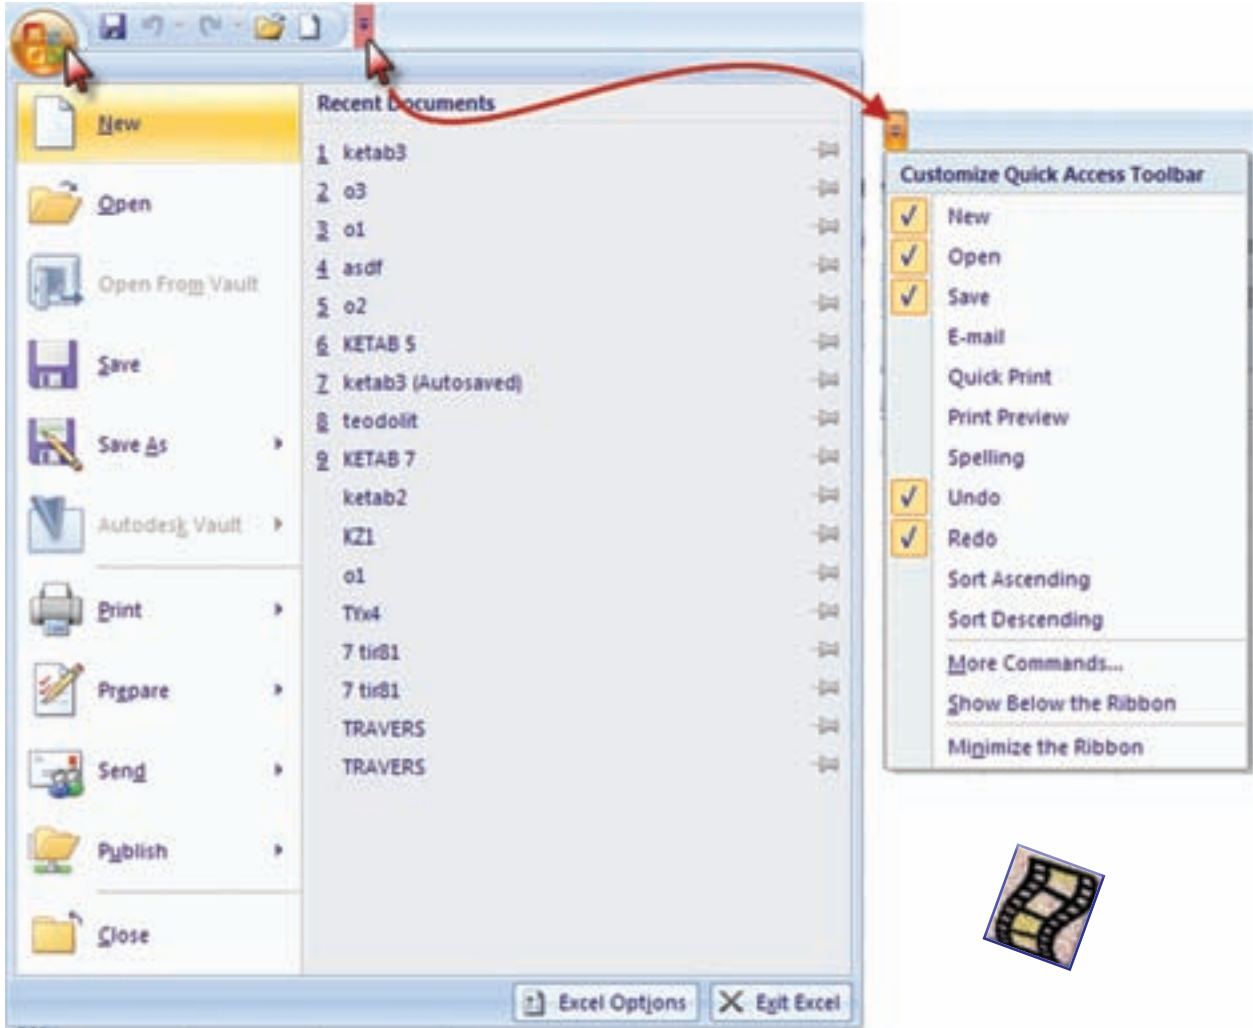 New
Open
Open From Vault
Save
Save As
Autodesk Vault
Print
Prepare
Send
Publish
Close
Recent Documents
1 ketab3
2 o3
3 o1
4 asdf
5 o2
6 KETAB 5
7 ketab3 (Autosaved)
8 teodolit
9 KETAB 7
ketab2
KZ1
o1
TYx4
7 tir81
7 tir81
TRAVERS
TRAVERS
Excel Options
Exit Excel
Customize Quick Access Toolbar
New
Open
Save
E-mail
Quick Print
Print Preview
Spelling
Undo
Redo
Sort Ascending
Sort Descending
More Commands...
Show Below the Ribbon
Minimize the Ribbon